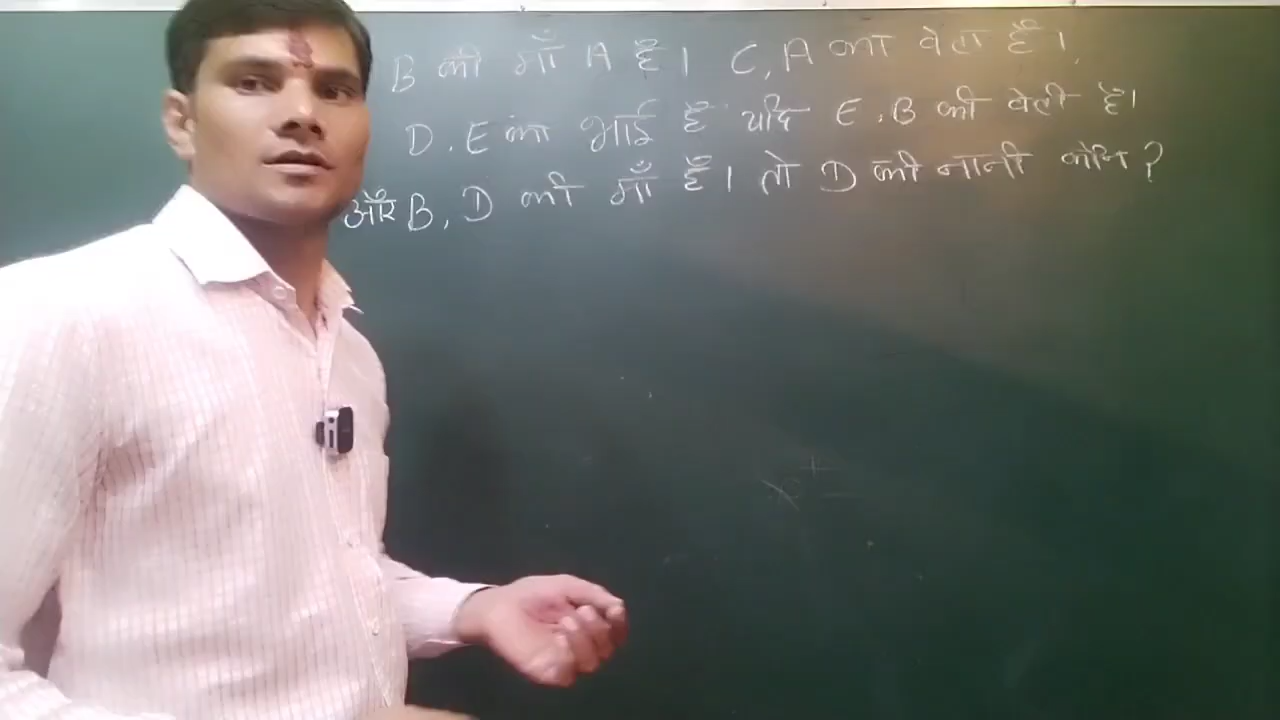 B की माँ A है। C, A का बेटा है।
D. E का भाई है यदि E, B की बेटी है।
और B, D की माँ है। तो D की नानी कौन?